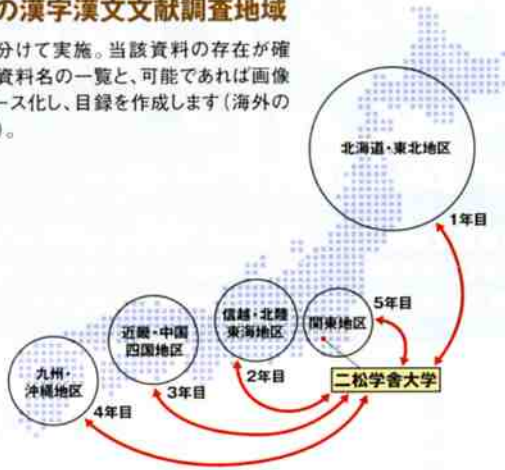 の漢字漢文文献調査地域
分けて実施。当該資料の存在が確
資料名の一覧と、可能であれば画像
ース化し、目録を作成します(海外の
)。
北海道・東北地区
1年目
信越・北陸
東海地区
2年目
関東地区
5年目
近畿・中国
四国地区
3年目
九州・
沖縄地区
4年目
二松学舎大学